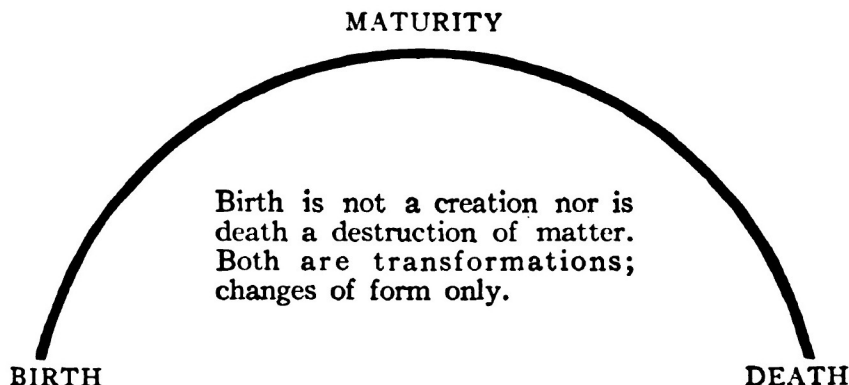 MATURITY
Birth is not a creation nor is
death a destruction of matter.
Both are transformations;
changes of form only.
BIRTH
DEATH